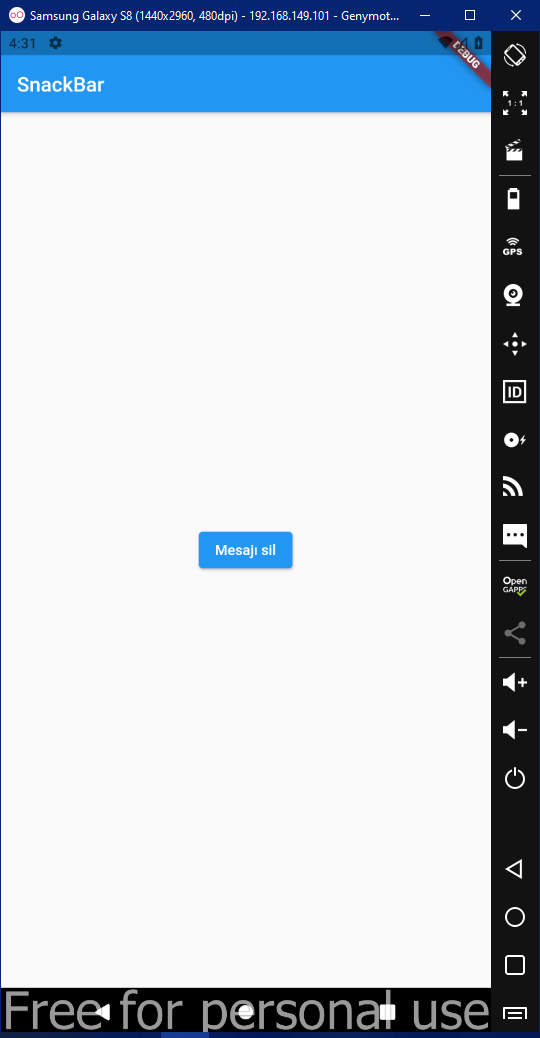 Samsung Galaxy S8 (1440x2960, 480dpi) - 192.168.149.101 - Genymot...
4:31
DEBUG
SnackBar
1:1
GPS
Mesajı sil
ID
Open
GAPPS
Free for personal use